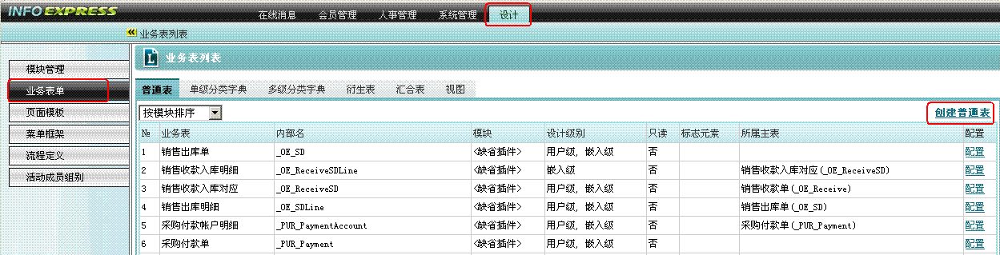 INFO EXPRESS 在线消息 会员管理 人事管理 系统管理 设计
业务表列表
模块管理
业务表单
页面模板
菜单框架
流程定义
活动成员组别
业务表列表
普通表 单级分类字典 多级分类字典 衍生表 汇合表 视图
按模块排序 创建普通表
№ 业务表 内部名 模块 设计级别 只读 标志元素 所属主表 配置
1 销售出库单 _OE_SD <缺省插件> 用户级, 嵌入级 否 配置
2 销售收款入库明细 _OE_ReceiveSDLine <缺省插件> 嵌入级 否 销售收款入库对应(_OE_ReceiveSD) 配置
3 销售收款入库对应 _OE_ReceiveSD <缺省插件> 用户级, 嵌入级 否 销售收款单(_OE_Receive) 配置
4 销售出库明细 _OE_SDLine <缺省插件> 用户级, 嵌入级 否 销售出库单(_OE_SD) 配置
5 采购付款帐户明细 _PUR_PaymentAccount <缺省插件> 用户级, 嵌入级 否 采购付款单(_PUR_Payment) 配置
6 采购付款单 _PUR_Payment <缺省插件> 用户级, 嵌入级 否 配置